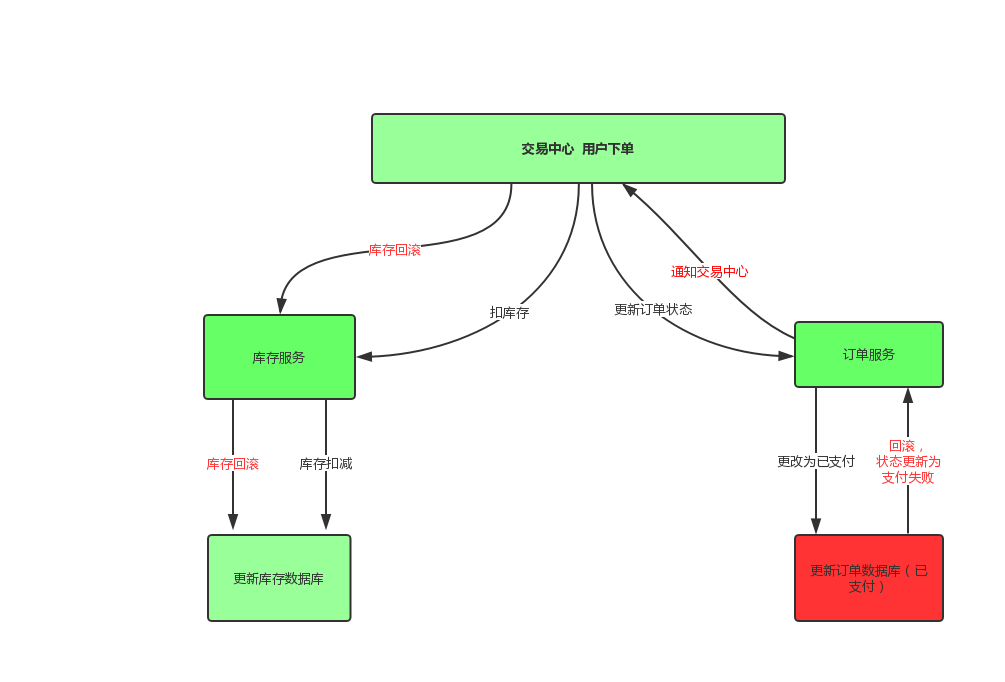 交易中心 用户下单
库存回滚
通知交易中心
扣库存
更新订单状态
库存服务
订单服务
库存回滚
库存扣减
更改为已支付
回滚，
状态更新为
支付失败
更新库存数据库
更新订单数据库（已
支付）